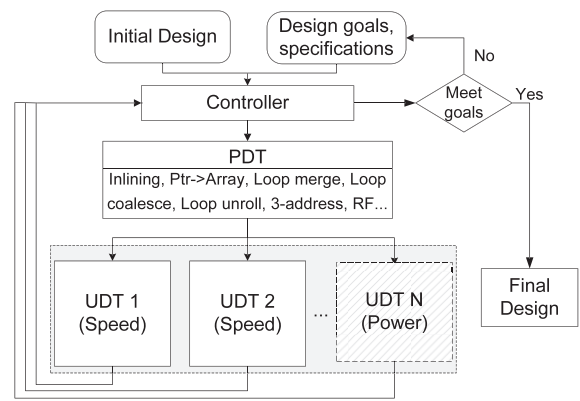 Initial Design
Design goals,
specifications
No
Controller
Meet
goals
Yes
PDT
Inlining, Ptr->Array, Loop merge, Loop
coalesce, Loop unroll, 3-address, RF...
UDT 1
(Speed)
UDT 2
(Speed)
...
UDT N
(Power)
Final
Design